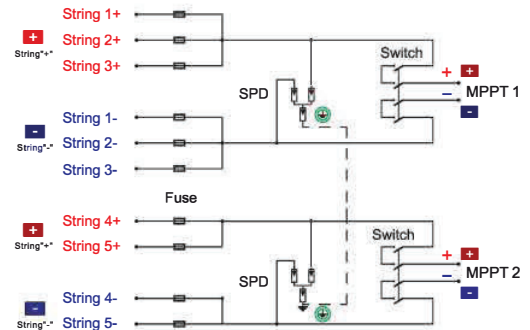 String 1+
+
String 2+
String"+"
String 3+
Switch
+ +
MPPT 1
SPD
− -
String 1-
-
String 2-
String"-"
String 3-
Fuse
String 4+
+
String"+"
String 5+
Switch
+ +
MPPT 2
SPD
− -
String 4-
-
String"-"
String 5-